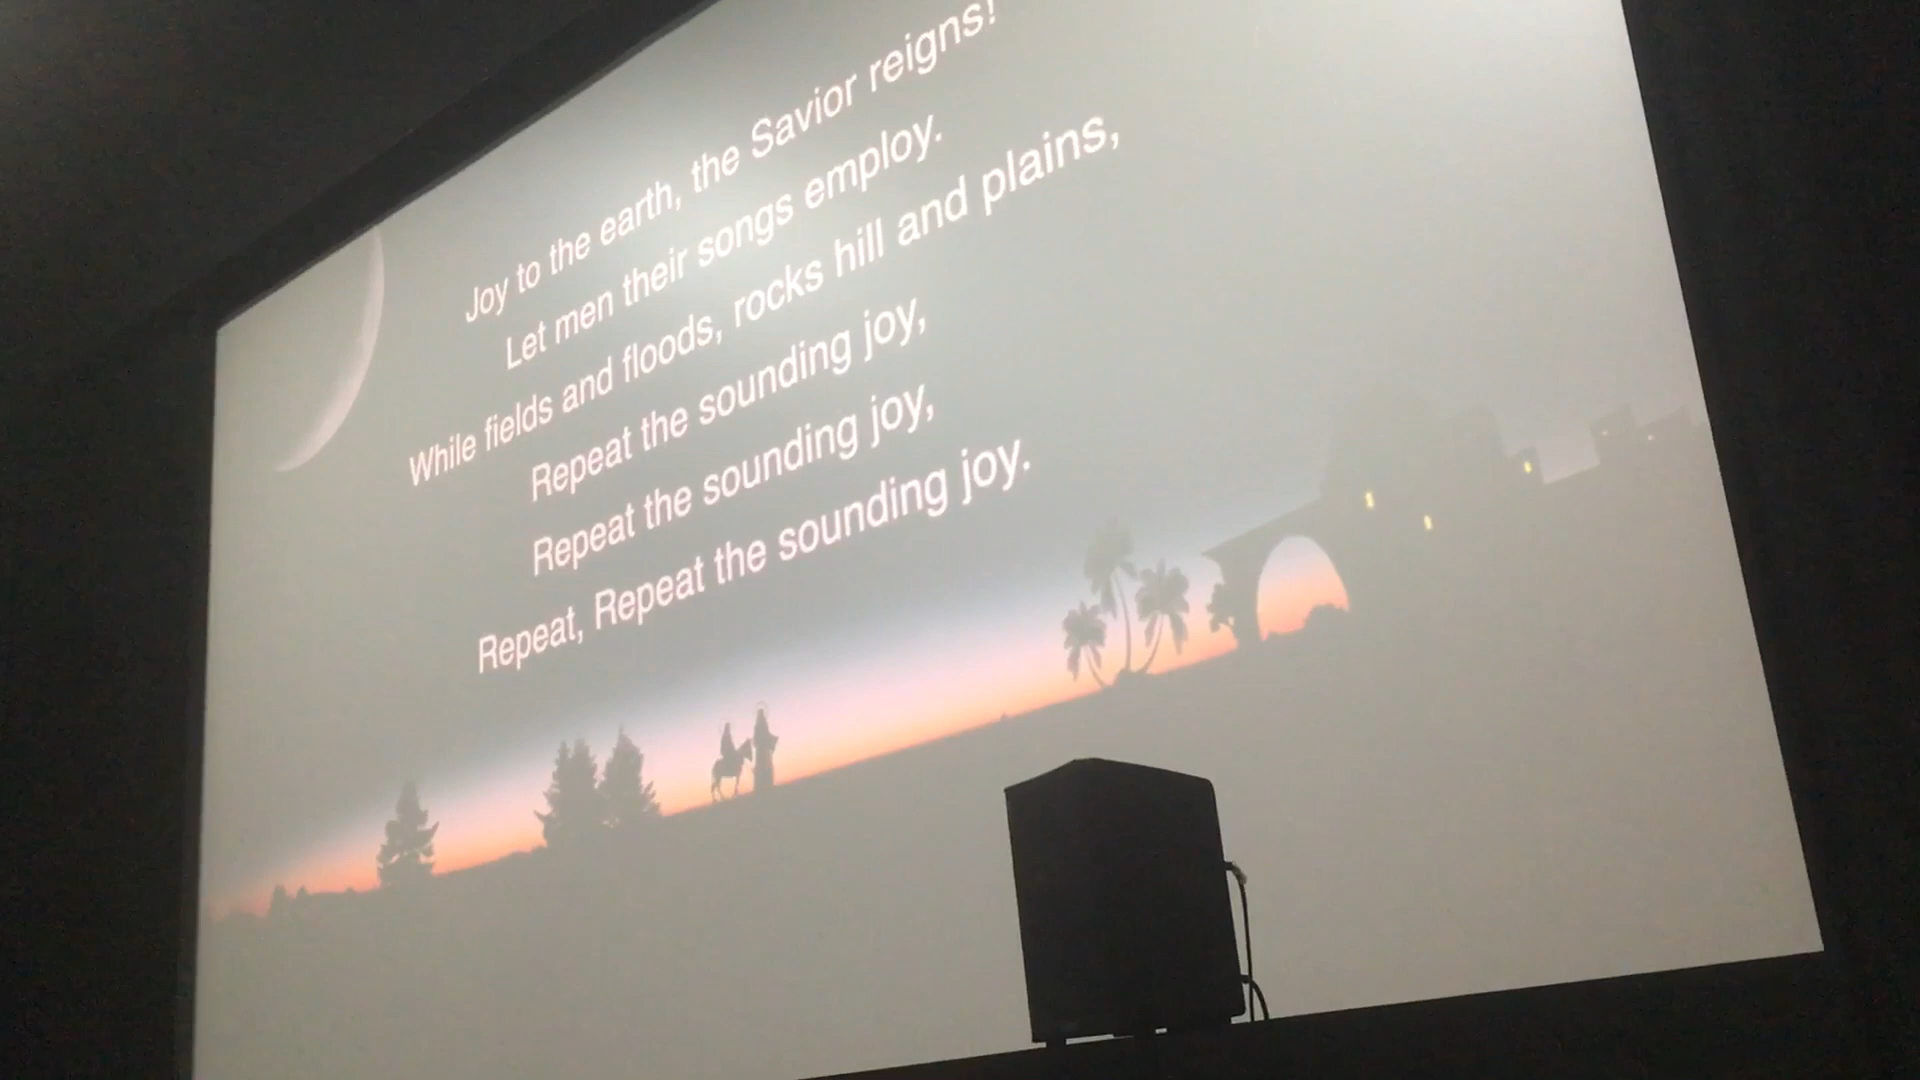 Joy to the earth, the Savior reigns!
Let men their songs employ.
While fields and floods, rocks hill and plains,
Repeat the sounding joy,
Repeat the sounding joy,
Repeat, Repeat the sounding joy.